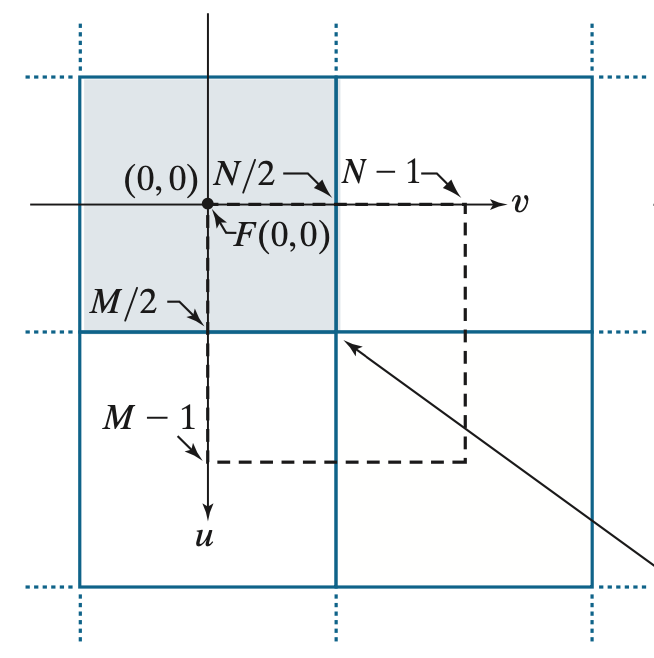 (0, 0)
N/2
N − 1
v
F(0, 0)
M/2
M − 1
u